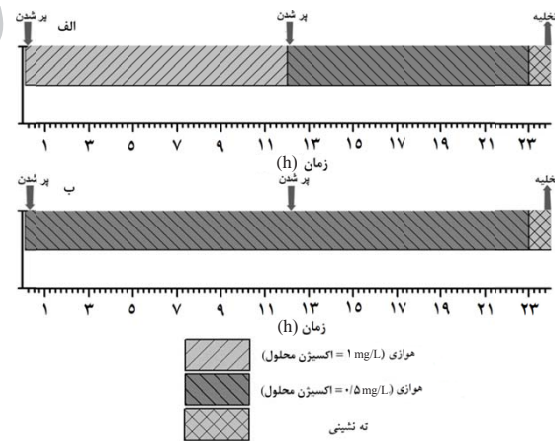 پر شدن پر شدن تخلیه
الف
۱ ۳ ۵ ۷ ۹ ۱۱ ۱۳ ۱۵ ۱۷ ۱۹ ۲۱ ۲۳
زمان (h)
پر شدن پر شدن تخلیه
ب
۱ ۳ ۵ ۷ ۹ ۱۱ ۱۳ ۱۵ ۱۷ ۱۹ ۲۱ ۲۳
زمان (h)
هوازی (۱ mg/L = اکسیژن محلول)
هوازی (۰/۵ mg/L = اکسیژن محلول)
ته نشینی